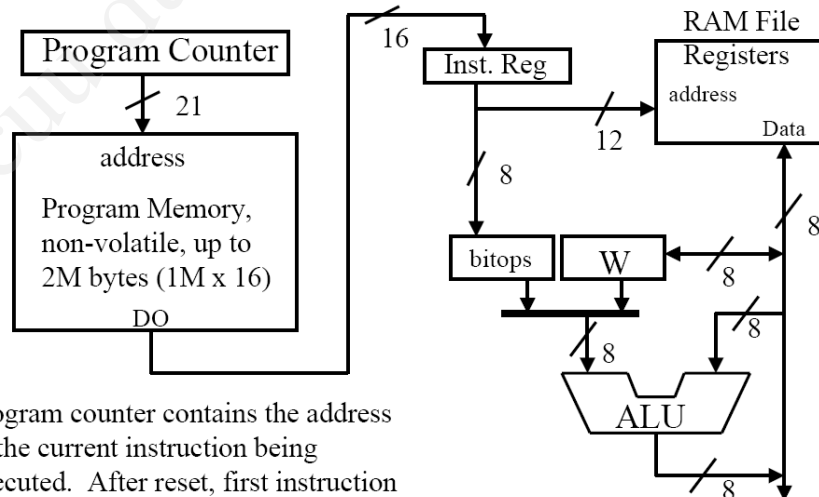 Program Counter
21
address
Program Memory,
non-volatile, up to
2M bytes (1M x 16)
DO
16
Inst. Reg
RAM File
Registers
address
Data
12
8
8
bitops
W
8
8
8
ALU
8
ogram counter contains the address
the current instruction being
ecuted. After reset, first instruction